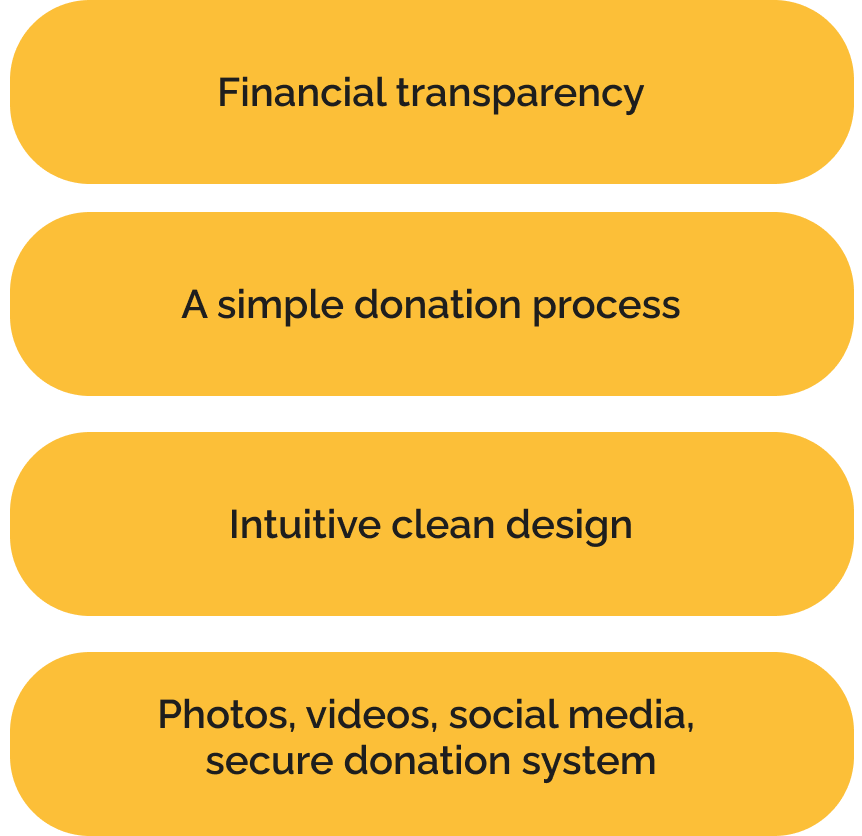 Financial transparency
A simple donation process
Intuitive clean design
Photos, videos, social media,
secure donation system